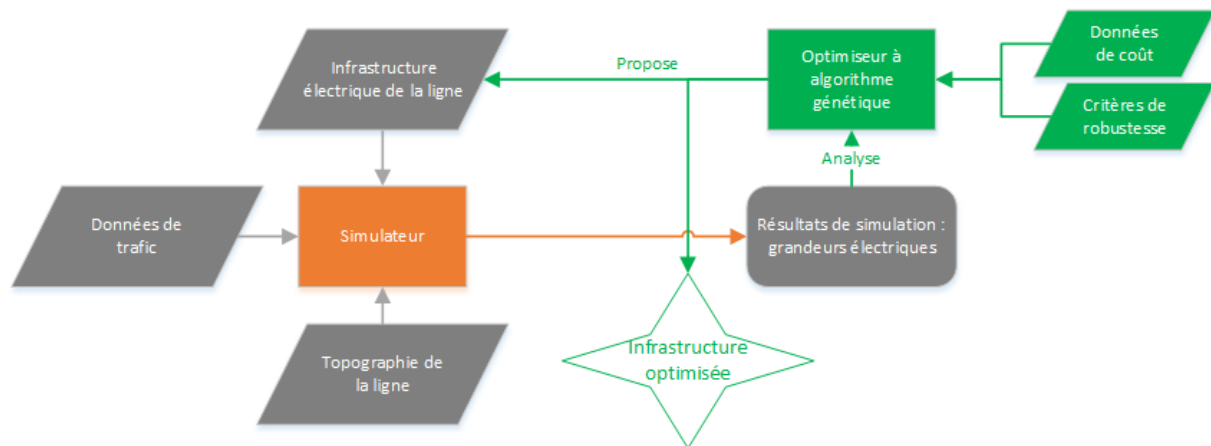 Infrastructure
électrique de la ligne
Propose
Optimiseur à
algorithme
génétique
Données
de coût
Critères de
robustesse
Analyse
Données de
trafic
Simulateur
Résultats de simulation :
grandeurs électriques
Topographie de
la ligne
Infrastructure
optimisée